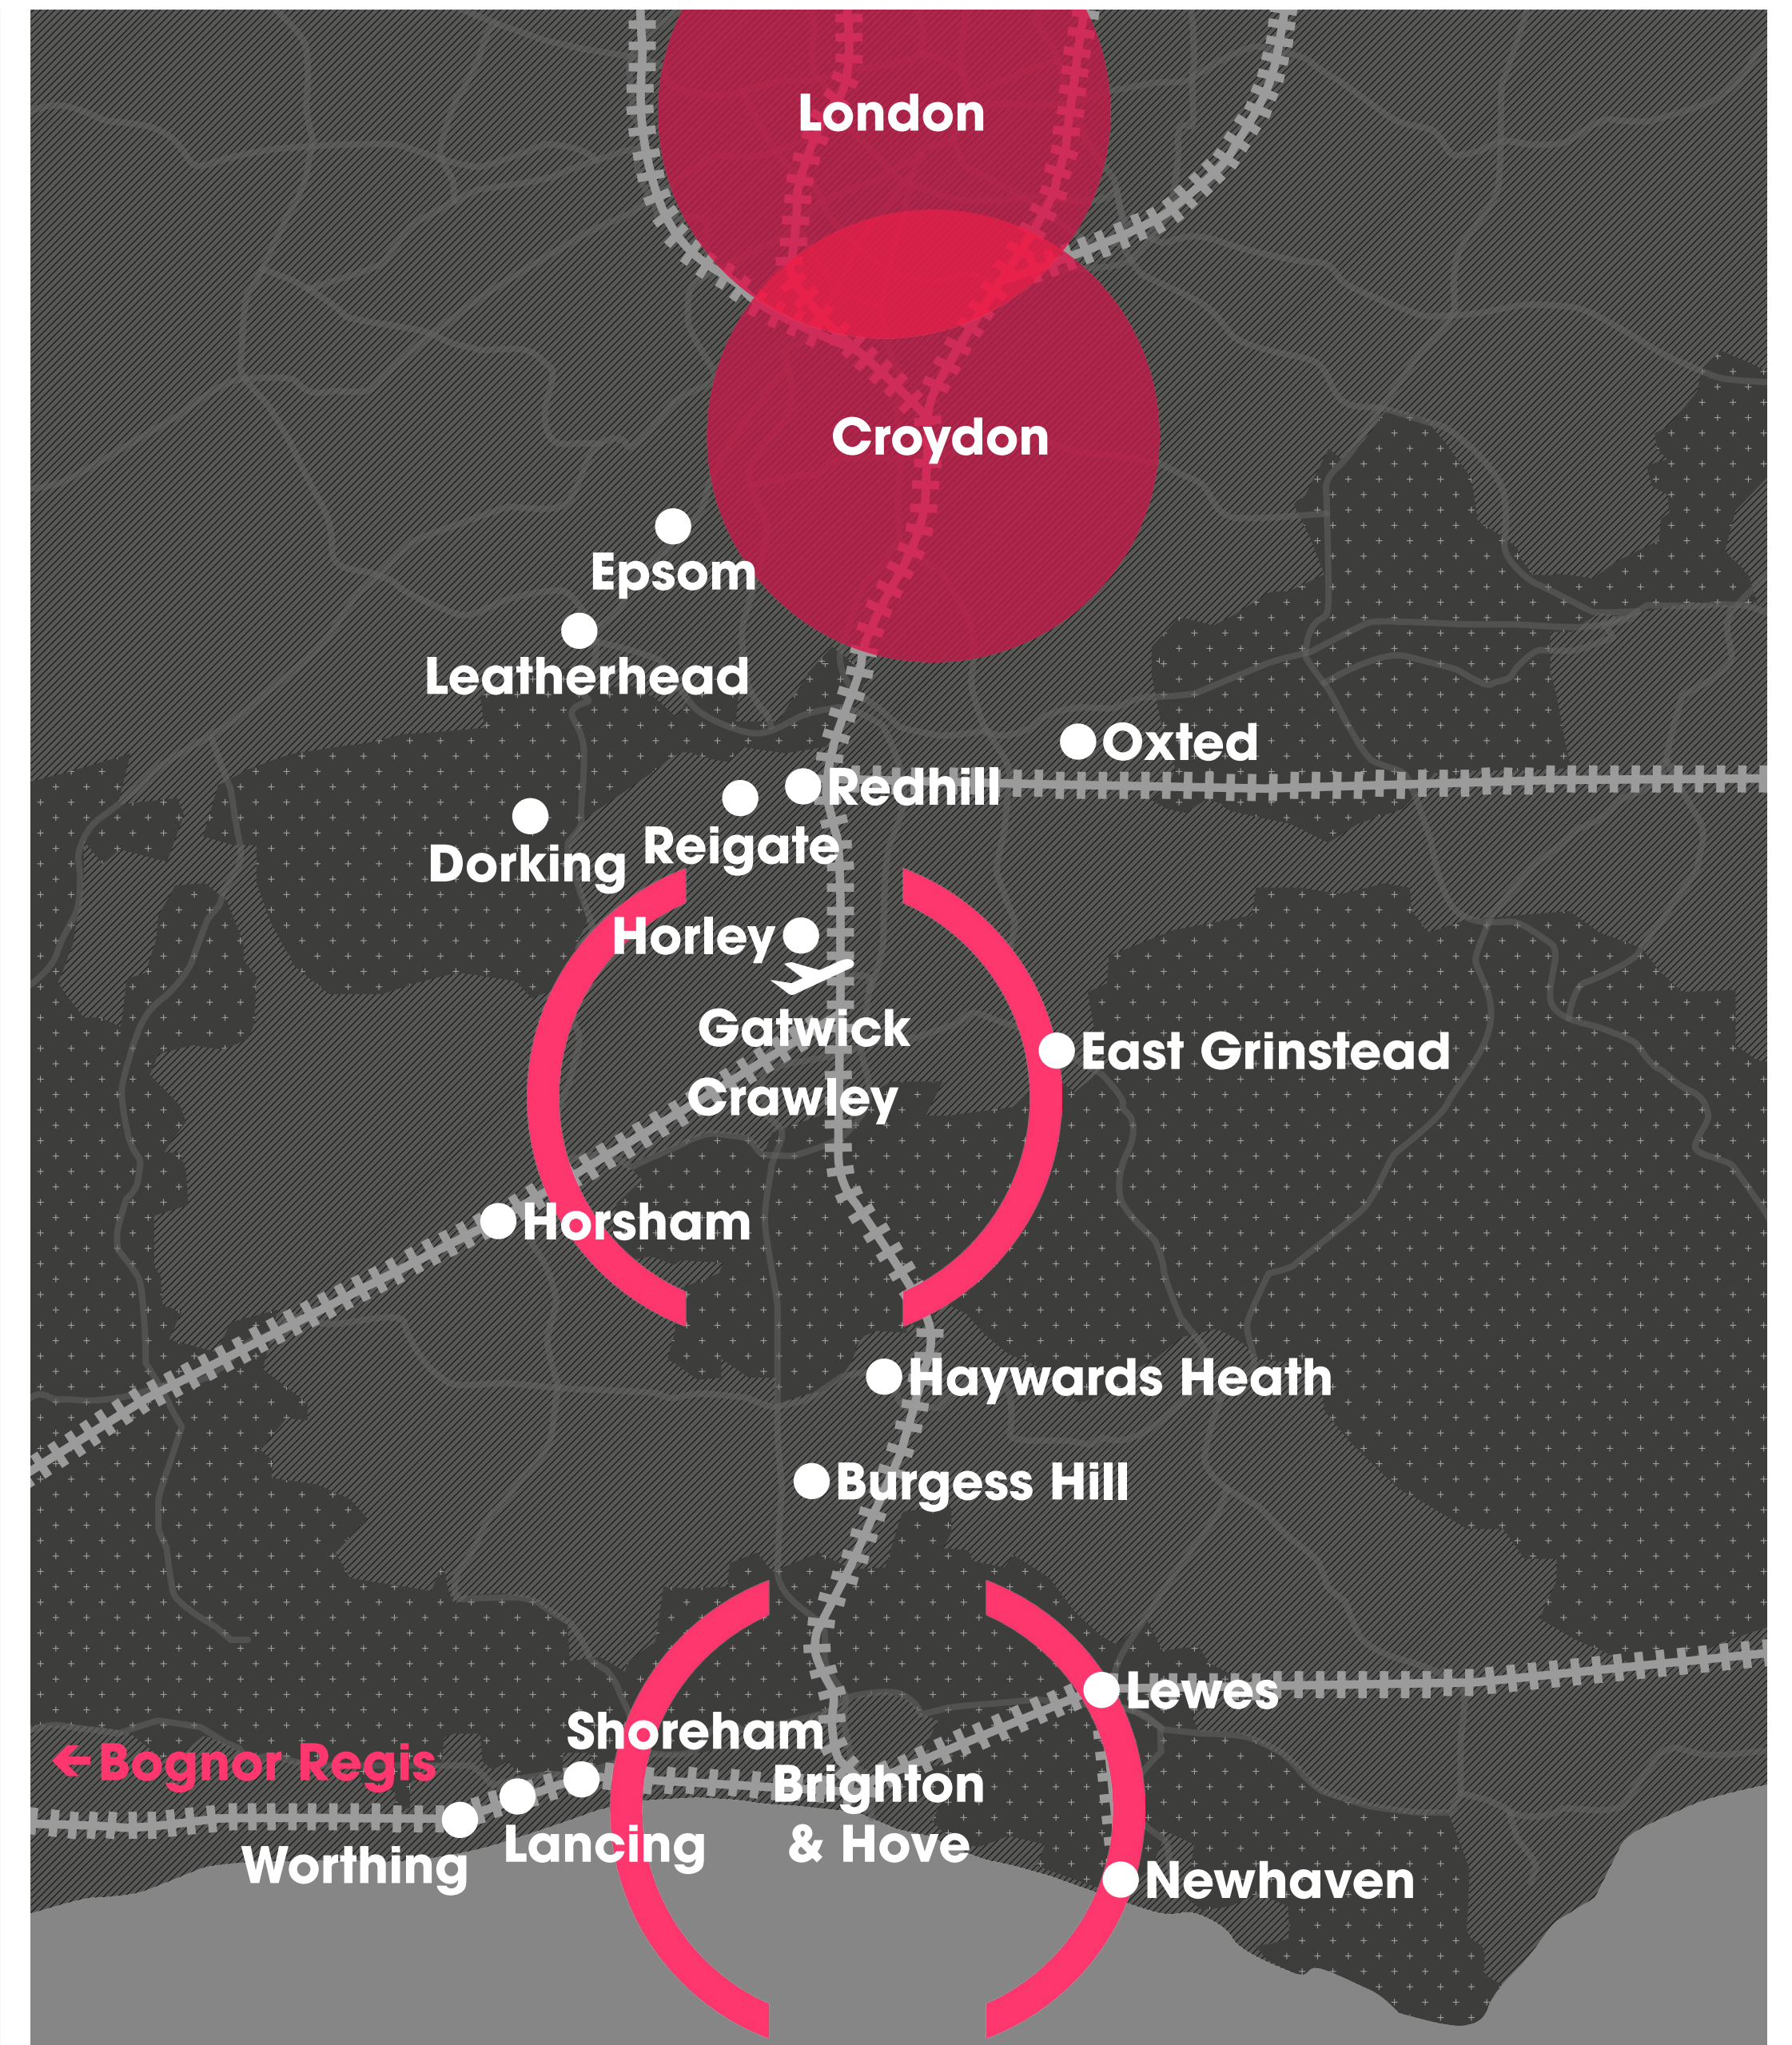 London
Croydon
Epsom
Leatherhead
Oxted
Redhill
Reigate
Dorking
Horley
Gatwick
East Grinstead
Crawley
Horsham
Haywards Heath
Burgess Hill
Lewes
Shoreham
← Bognor Regis
Brighton
& Hove
Lancing
Worthing
Newhaven